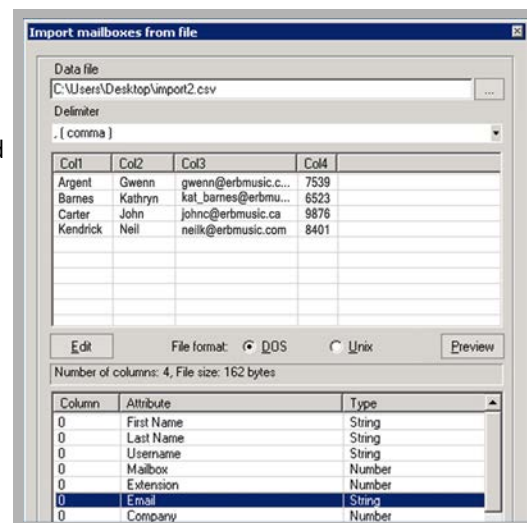 Import mailboxes from file
Data file
C:\Users\Desktop\import2.csv
...
Delimiter
, ( comma )
Col1 Col2 Col3 Col4
Argent Gwenn gwenn@erbmusic.c... 7539
Barnes Kathryn kat_barnes@erbmu... 6523
Carter John johnc@erbmusic.ca 9876
Kendrick Neil neilk@erbmusic.com 8401
Edit File format: DOS Unix Preview
Number of columns: 4, File size: 162 bytes
Column Attribute Type
0 First Name String
0 Last Name String
0 Username String
0 Mailbox Number
0 Extension Number
0 Email String
0 Company Number